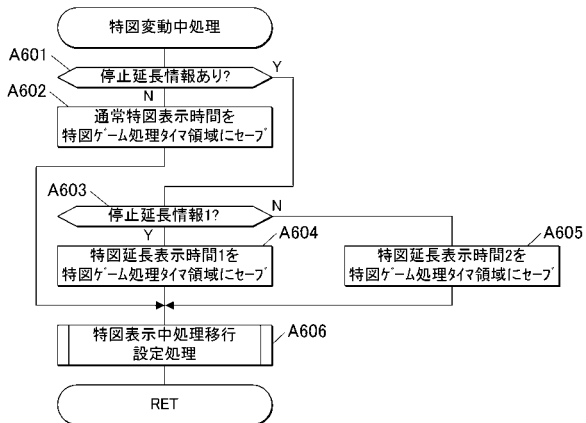 特図変動中処理
A601
停止延長情報あり?
Y
A602
N
通常特図表示時間を
特図ゲーム処理タイマ領域にセーブ
A603
停止延長情報1?
N
Y
A604
特図延長表示時間1を
特図ゲーム処理タイマ領域にセーブ
A605
特図延長表示時間2を
特図ゲーム処理タイマ領域にセーブ
特図表示中処理移行
設定処理
A606
RET